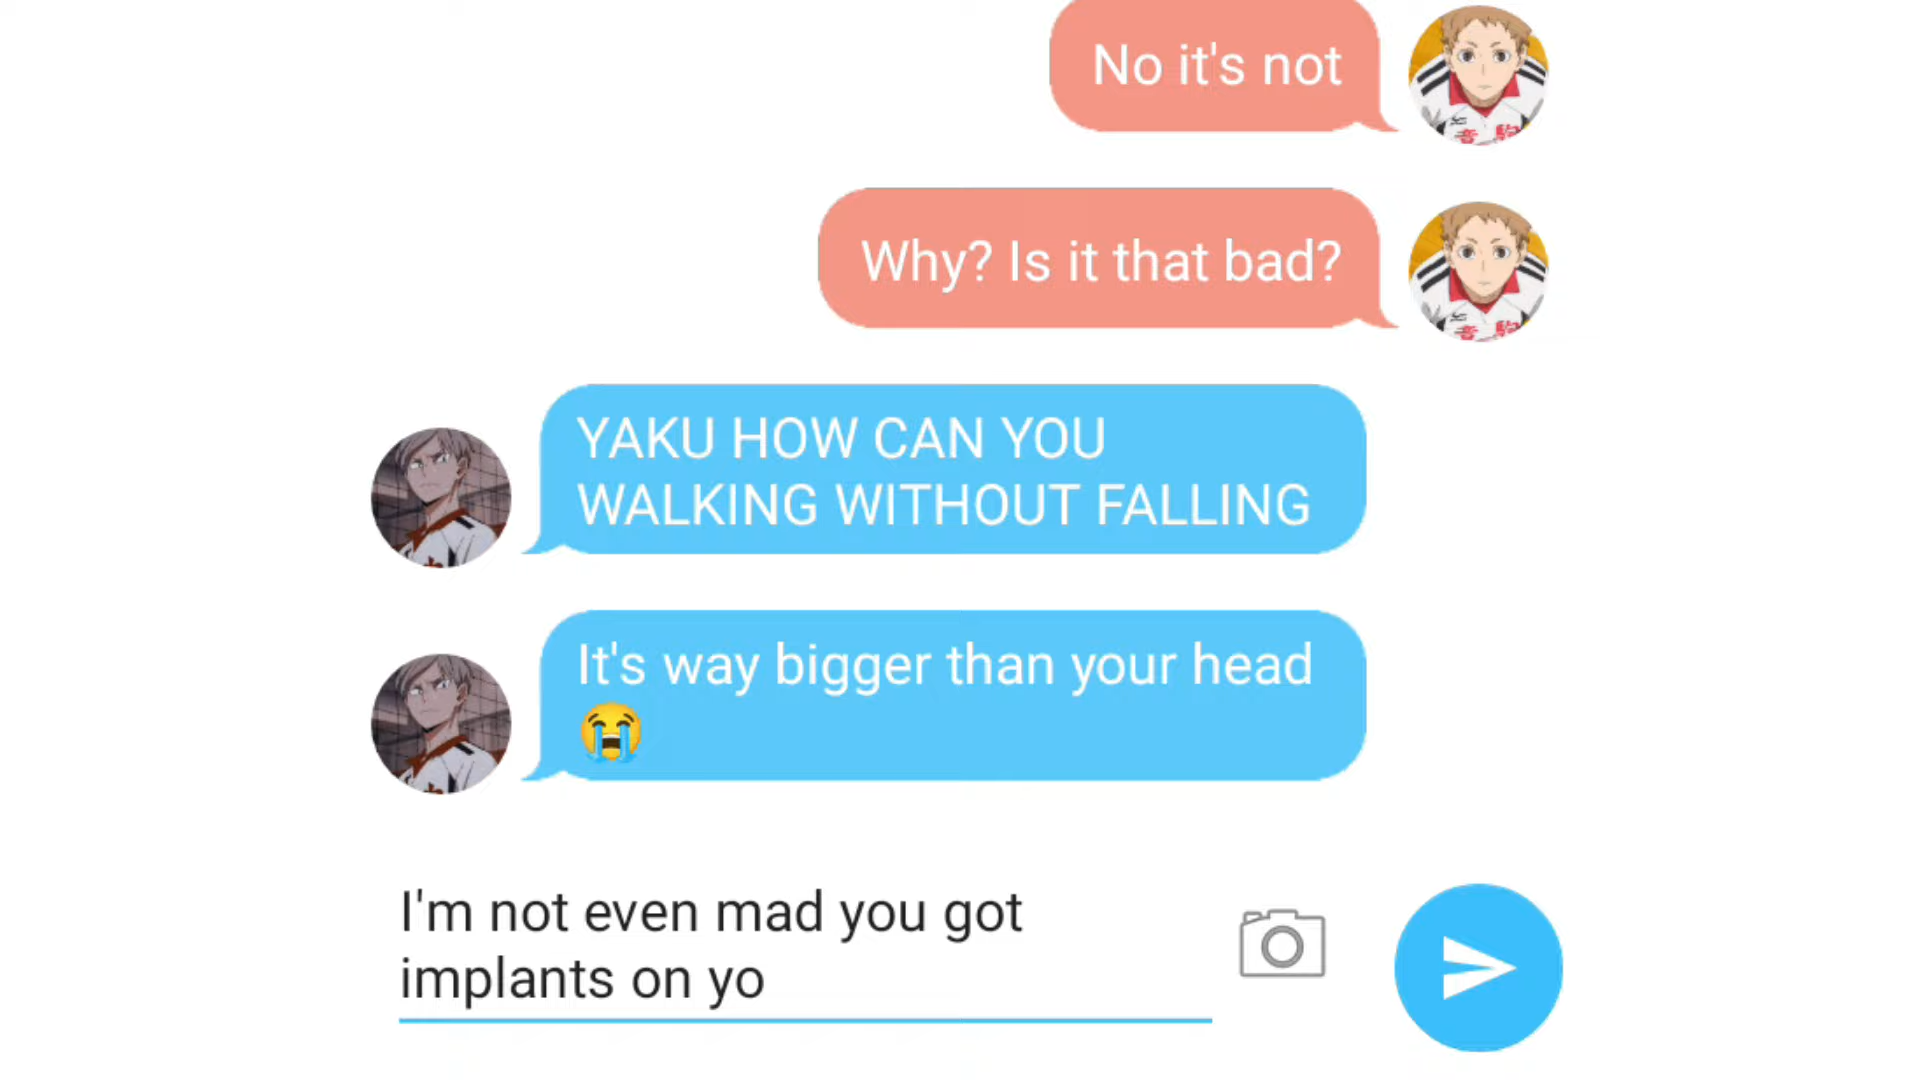 No it's not
Why? Is it that bad?
YAKU HOW CAN YOU
WALKING WITHOUT FALLING
It's way bigger than your head
😭
I'm not even mad you got
implants on yo